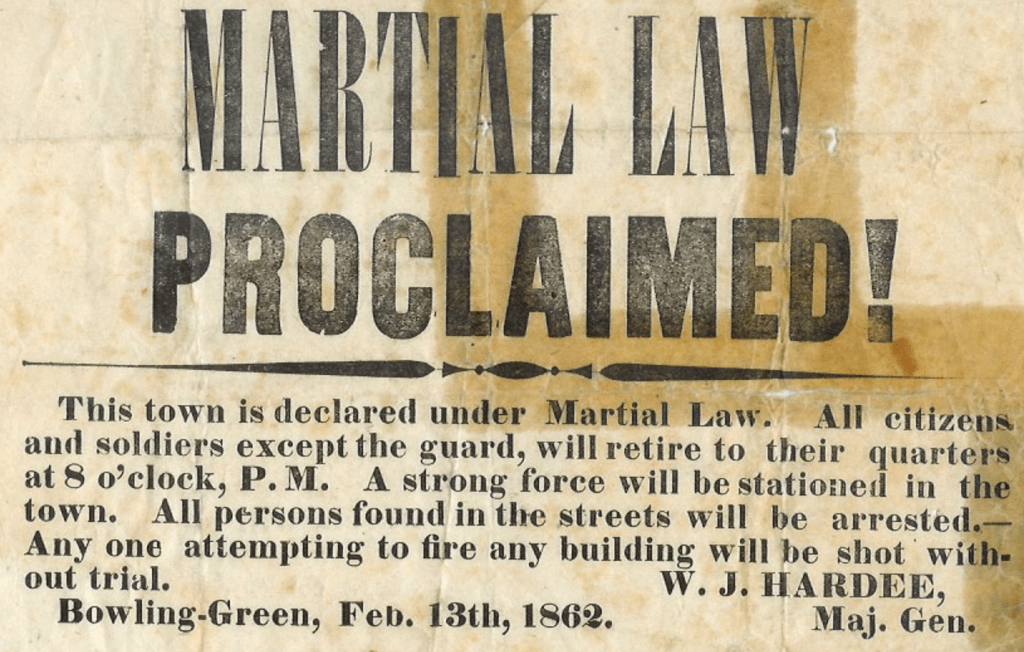 MARTIAL LAW
PROCLAIMED!
This town is declared under Martial Law. All citizens
and soldiers except the guard, will retire to their quarters
at 8 o'clock, P. M. A strong force will be stationed in the
town. All persons found in the streets will be arrested.—
Any one attempting to fire any building will be shot with-
out trial. W. J. HARDEE,
Bowling-Green, Feb. 13th, 1862. Maj. Gen.